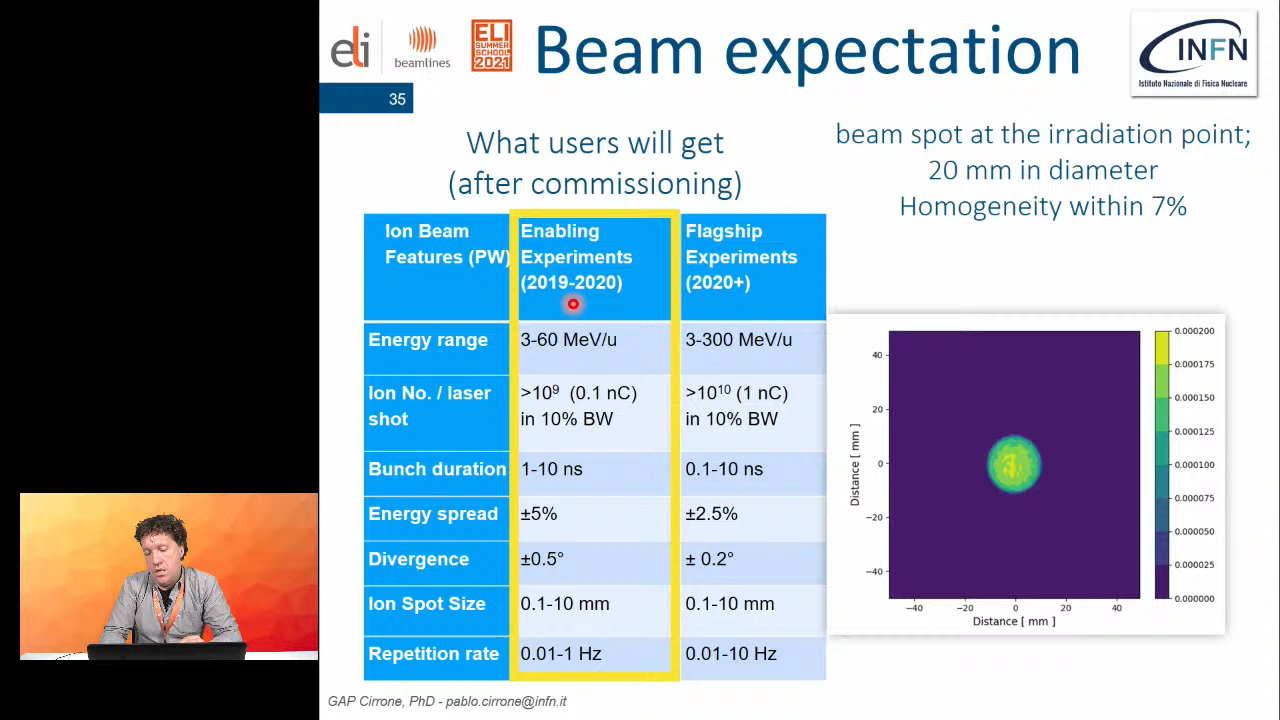 eli
beamlines
ELI
SUMMER
SCHOOL
2021
Beam expectation
INFN
Istituto Nazionale di Fisica Nucleare
35
What users will get
(after commissioning)
beam spot at the irradiation point;
20 mm in diameter
Homogeneity within 7%
Ion Beam
Features (PW)
Enabling
Experiments
(2019-2020)
Flagship
Experiments
(2020+)
Energy range
3-60 MeV/u
3-300 MeV/u
Ion No. / laser
shot
>10⁹ (0.1 nC)
in 10% BW
>10¹⁰ (1 nC)
in 10% BW
Bunch duration
1-10 ns
0.1-10 ns
Energy spread
±5%
±2.5%
Divergence
±0.5°
± 0.2°
Ion Spot Size
0.1-10 mm
0.1-10 mm
Repetition rate
0.01-1 Hz
0.01-10 Hz
40
20
0
−20
−40
Distance [ mm ]
−40 −20 0 20 40
Distance [ mm ]
0.000200
0.000175
0.000150
0.000125
0.000100
0.000075
0.000050
0.000025
0.000000
GAP Cirrone, PhD - pablo.cirrone@infn.it